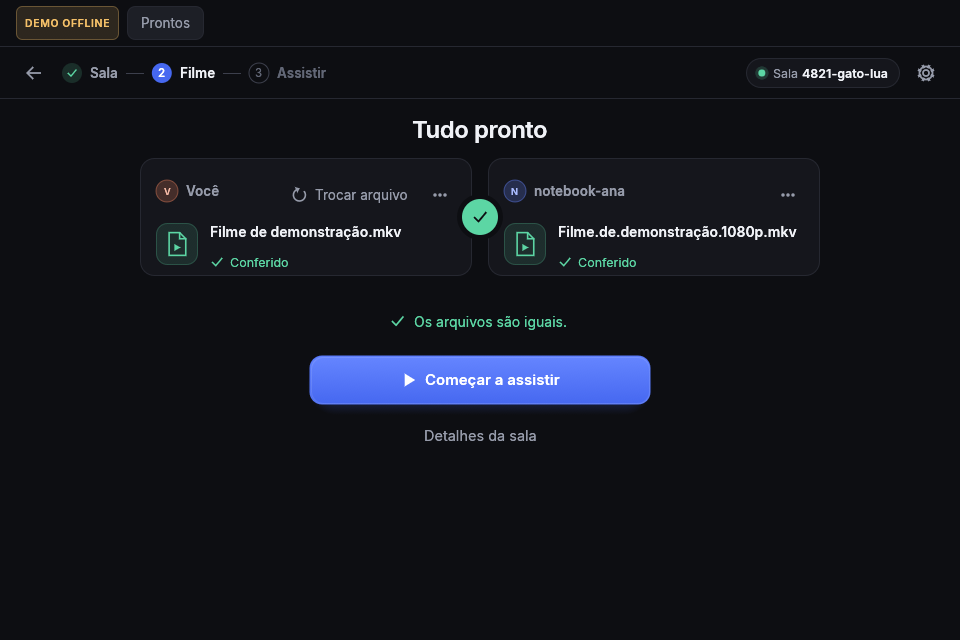 DEMO OFFLINE Prontos
Sala 2 Filme 3 Assistir Sala 4821-gato-lua
Tudo pronto
V Você Trocar arquivo
Filme de demonstração.mkv
Conferido
N notebook-ana
Filme.de.demonstração.1080p.mkv
Conferido
Os arquivos são iguais.
Começar a assistir
Detalhes da sala